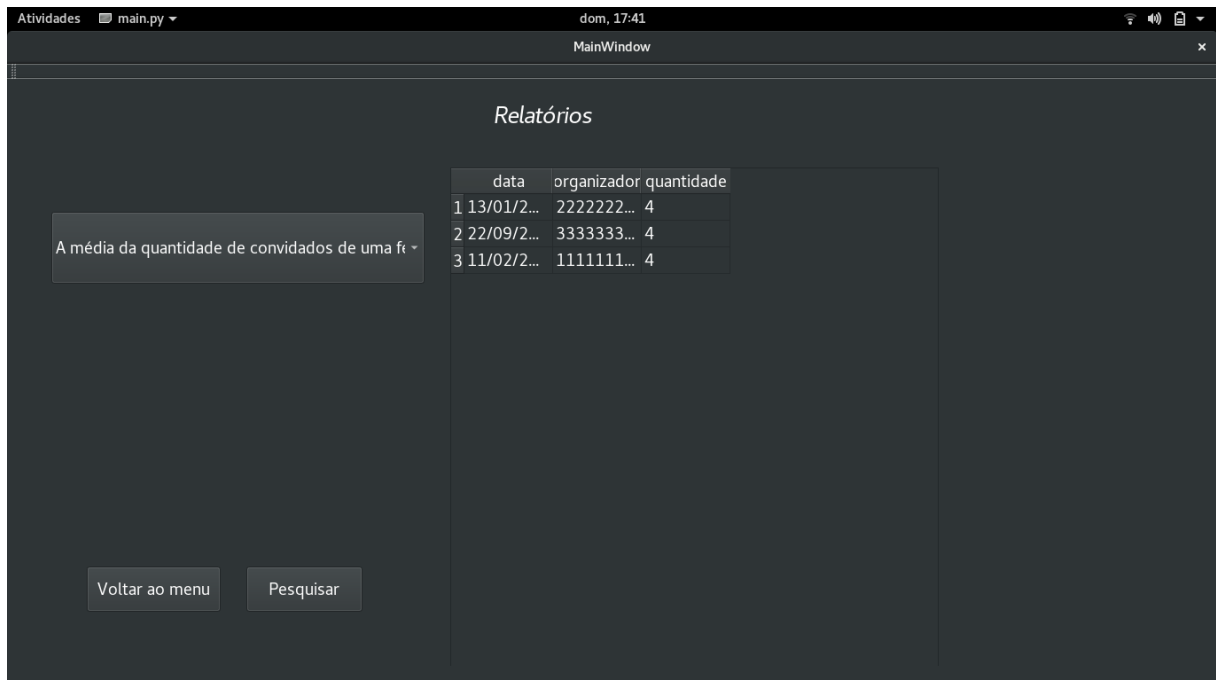 Atividades main.py dom, 17:41
MainWindow
Relatórios
data organizador quantidade
1 13/01/2... 2222222... 4
2 22/09/2... 3333333... 4
3 11/02/2... 1111111... 4
A média da quantidade de convidados de uma fe
Voltar ao menu Pesquisar